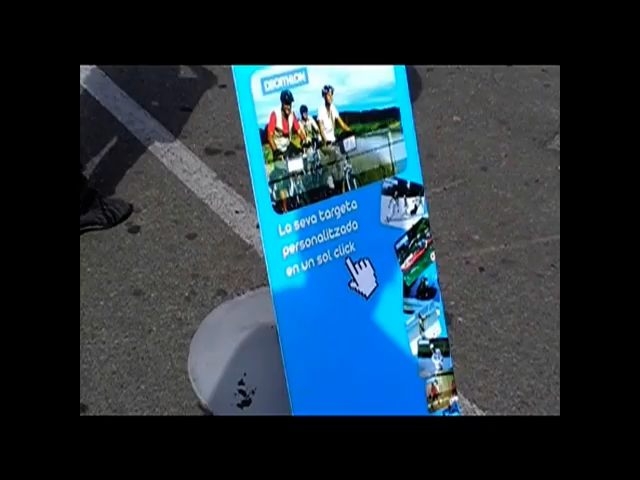 DECATHLON
La seva targeta
personalitzada
en un sol click